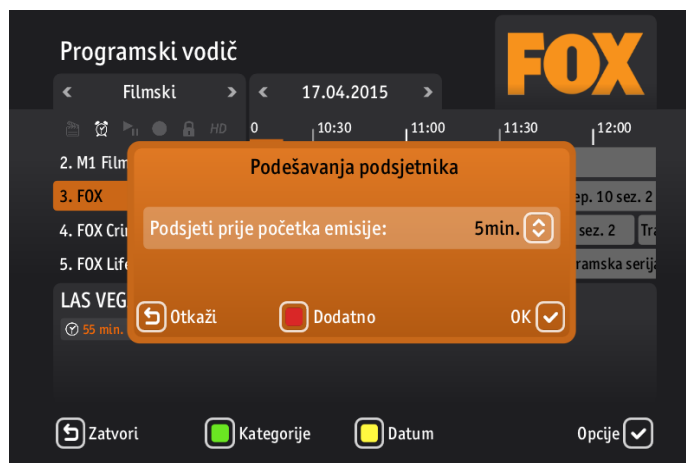 Programski vodič
FOX
< Filmski > < 17.04.2015 >
HD 0 10:30 11:00 11:30 12:00
2. M1 Film
Podešavanja podsjetnika
3. FOX ep. 10 sez. 2
4. FOX Crim sez. 2 Tra
Podsjeti prije početka emisije: 5min.
5. FOX Life ramska serija
LAS VEG
55 min.
Otkaži Dodatno OK
Zatvori Kategorije Datum Opcije